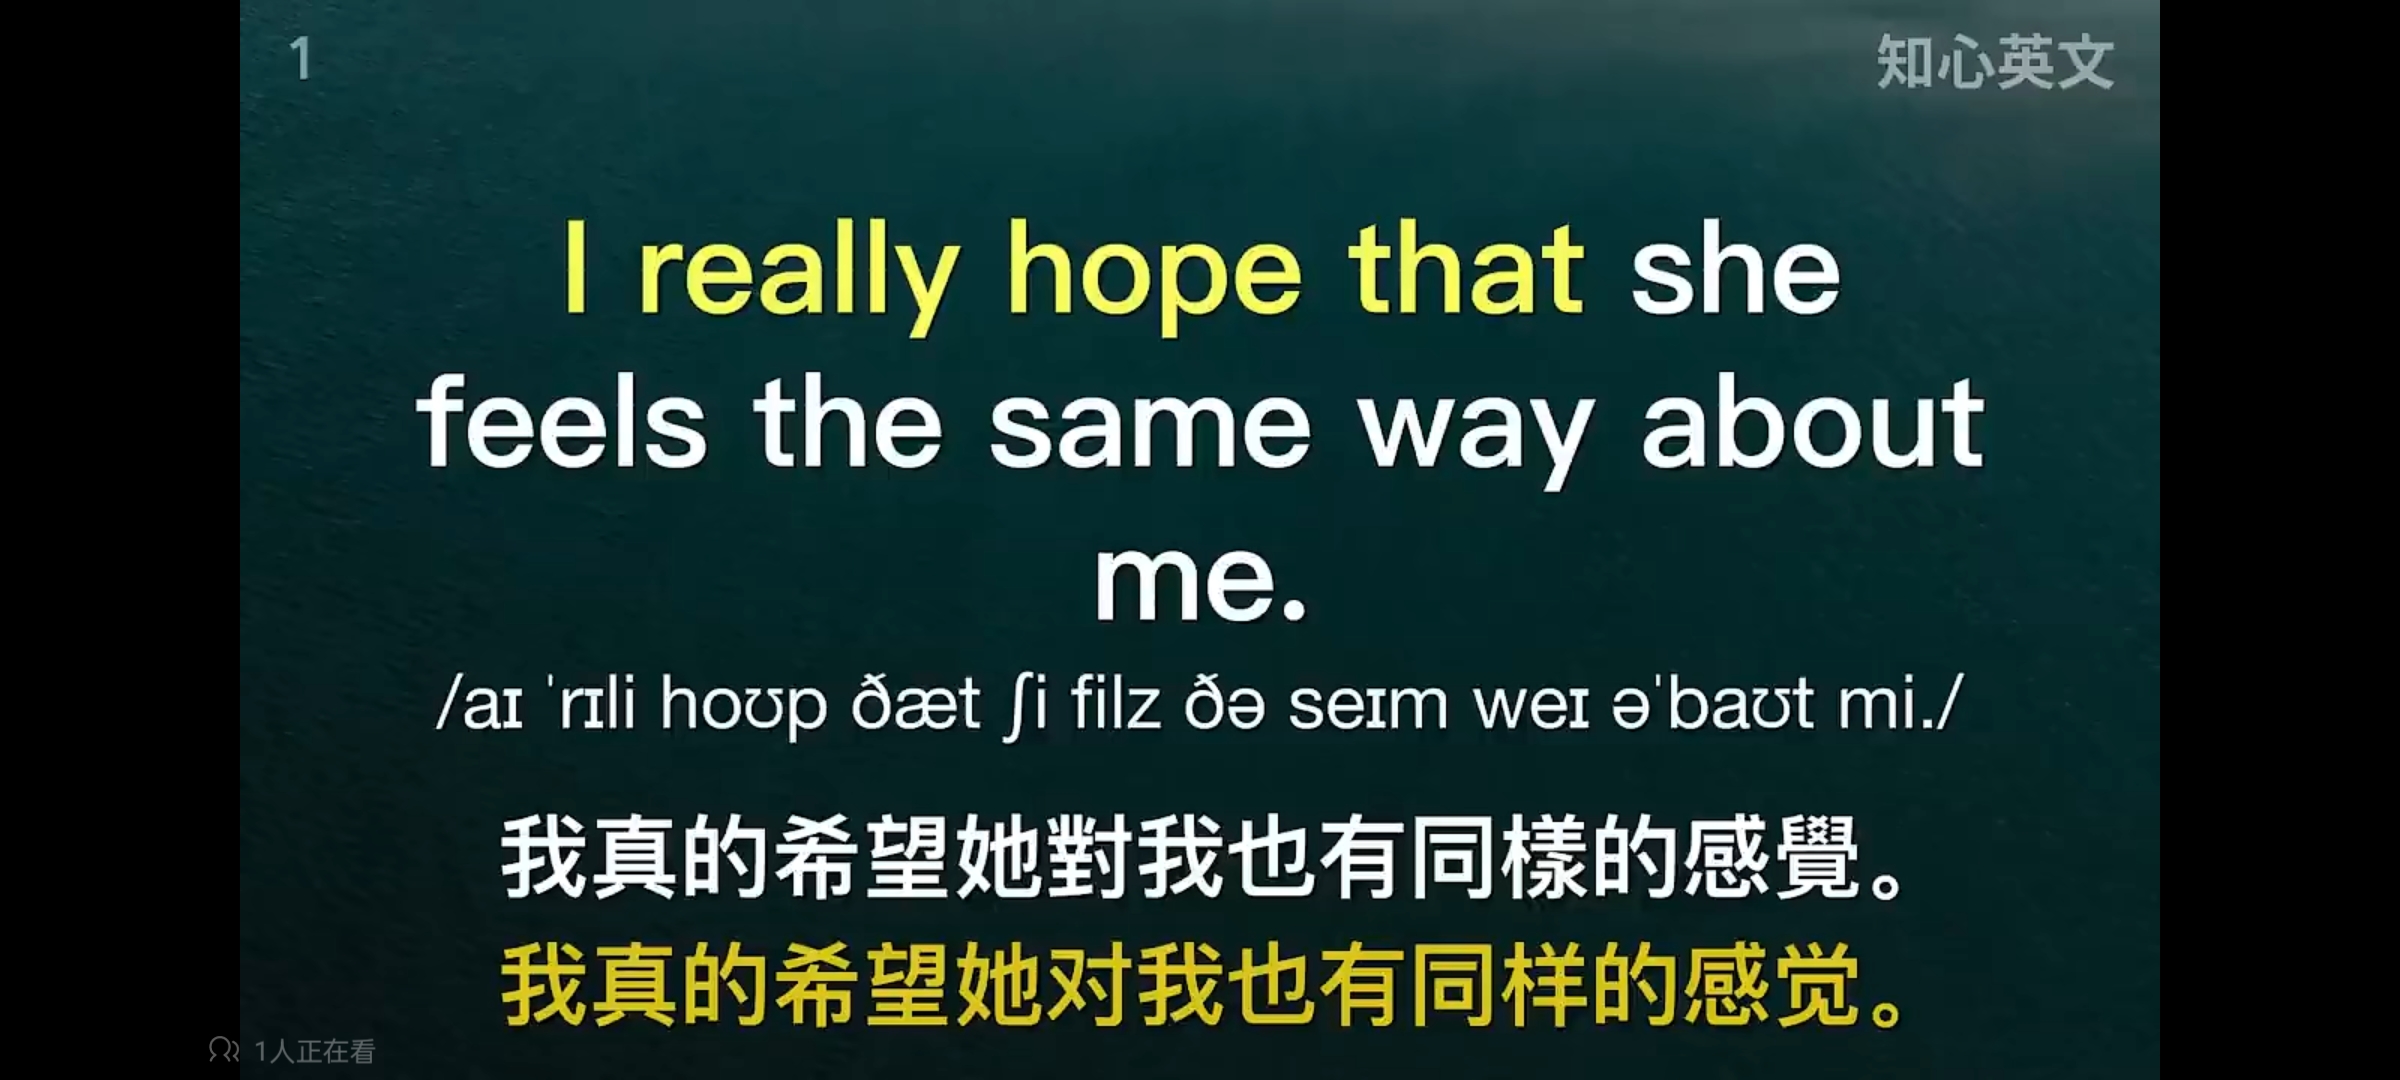 1
知心英文
I really hope that she
feels the same way about
me.
/aɪ ˈrɪli hoʊp ðæt ʃi filz ðə seɪm weɪ əˈbaʊt mi./
我真的希望她對我也有同樣的感覺。
我真的希望她对我也有同样的感觉。
1人正在看